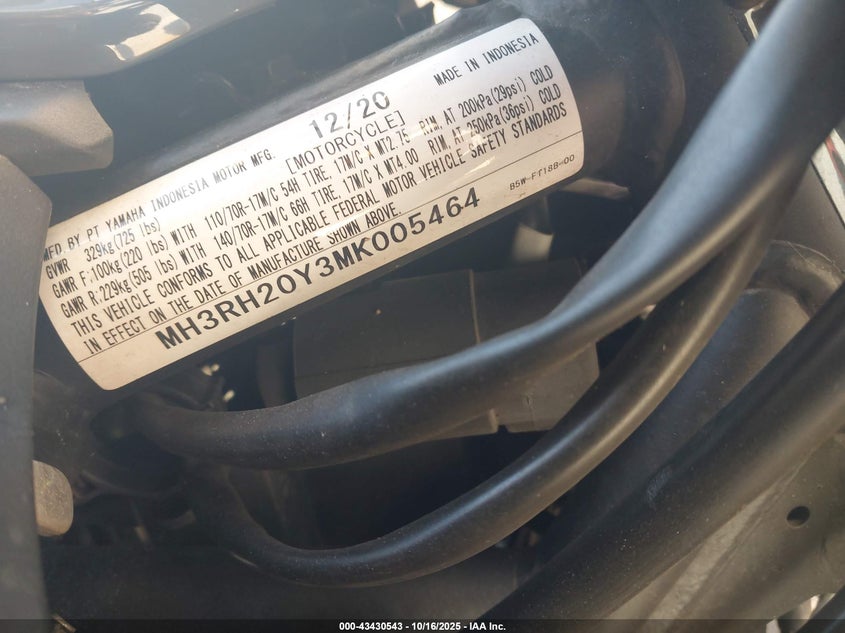 MFD BY PT YAMAHA INDONESIA MOTOR MFG. 12/20 MADE IN INDONESIA
GVWR 329kg(725 lbs) [MOTORCYCLE]
GAWR F:100kg(220 lbs) WITH 110/70R-17M/C 54H TIRE, 17M/C X MT2.75 RIM, AT 200kPa(29psi) COLD
GAWR R:229kg(505 lbs) WITH 140/70R-17M/C 66H TIRE, 17M/C X MT4.00 RIM, AT 250kPa(36psi) COLD
THIS VEHICLE CONFORMS TO ALL APPLICABLE FEDERAL MOTOR VEHICLE SAFETY STANDARDS
IN EFFECT ON THE DATE OF MANUFACTURE SHOWN ABOVE.
MH3RH20Y3MK005464
B5W-F118B-00
000-43430543 - 10/16/2025 - IAA Inc.